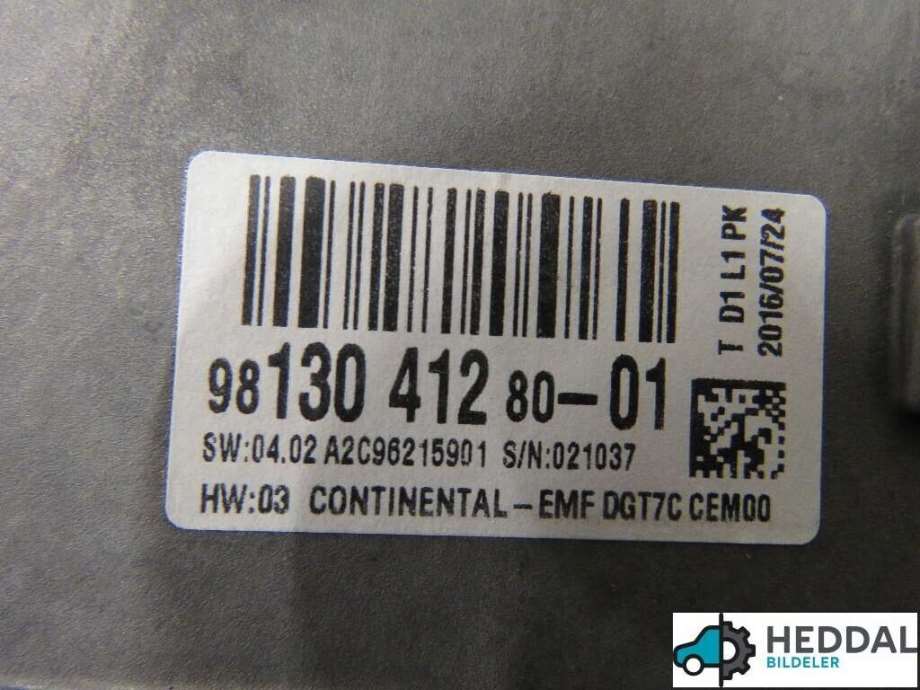 98130 412 80-01
SW:04.02 A2C96215901 S/N:021037
HW:03 CONTINENTAL-EMF DGT7C CEM00
T D1 L1 PK
2016/07/24
HEDDAL
BILDELER